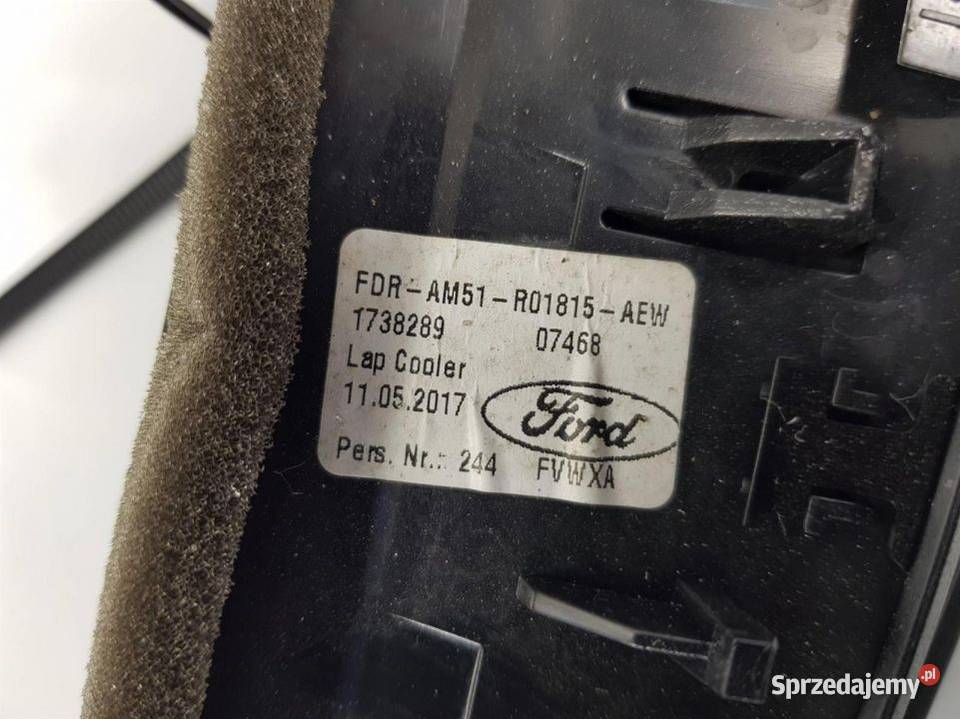 FDR-AM51-R01815-AEW
1738289 07468
Lap Cooler
11.05.2017 Ford
Pers. Nr.: 244 FVWXA
Sprzedajemy.pl